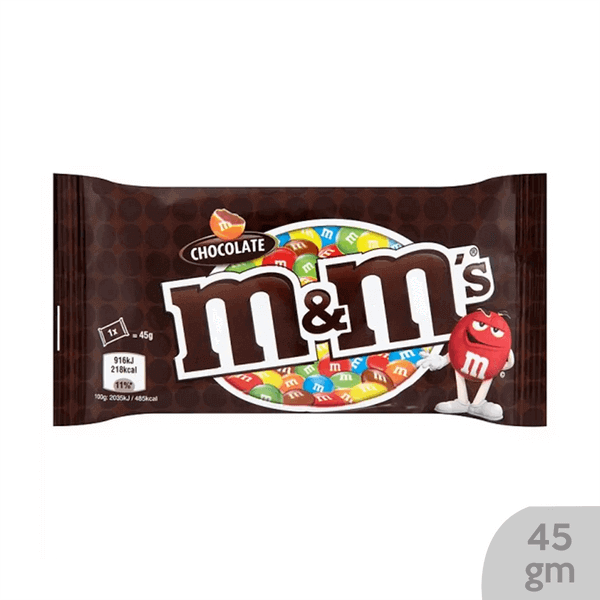 m
CHOCOLATE
m&m's®
1x = 45g
916kJ
218kcal
11%*
100g: 2035kJ / 485kcal
m
®
45
gm